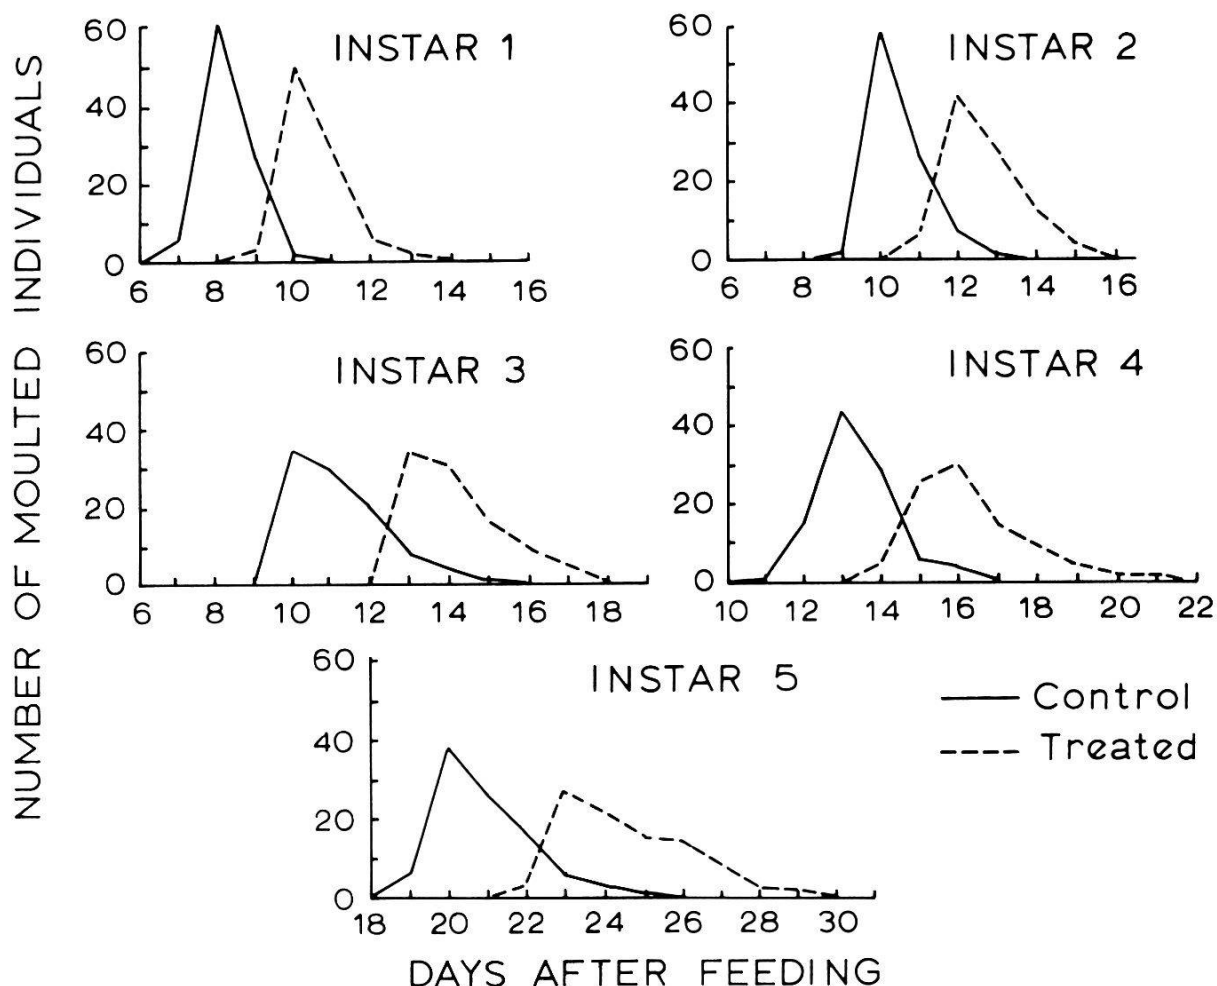 NUMBER OF MOULTED INDIVIDUALS
INSTAR 1
60
40
20
0
6 8 10 12 14 16
INSTAR 2
60
40
20
0
6 8 10 12 14 16
INSTAR 3
60
40
20
0
6 8 10 12 14 16 18
INSTAR 4
60
40
20
0
10 12 14 16 18 20 22
INSTAR 5
60
40
20
0
18 20 22 24 26 28 30
Control
Treated
DAYS AFTER FEEDING